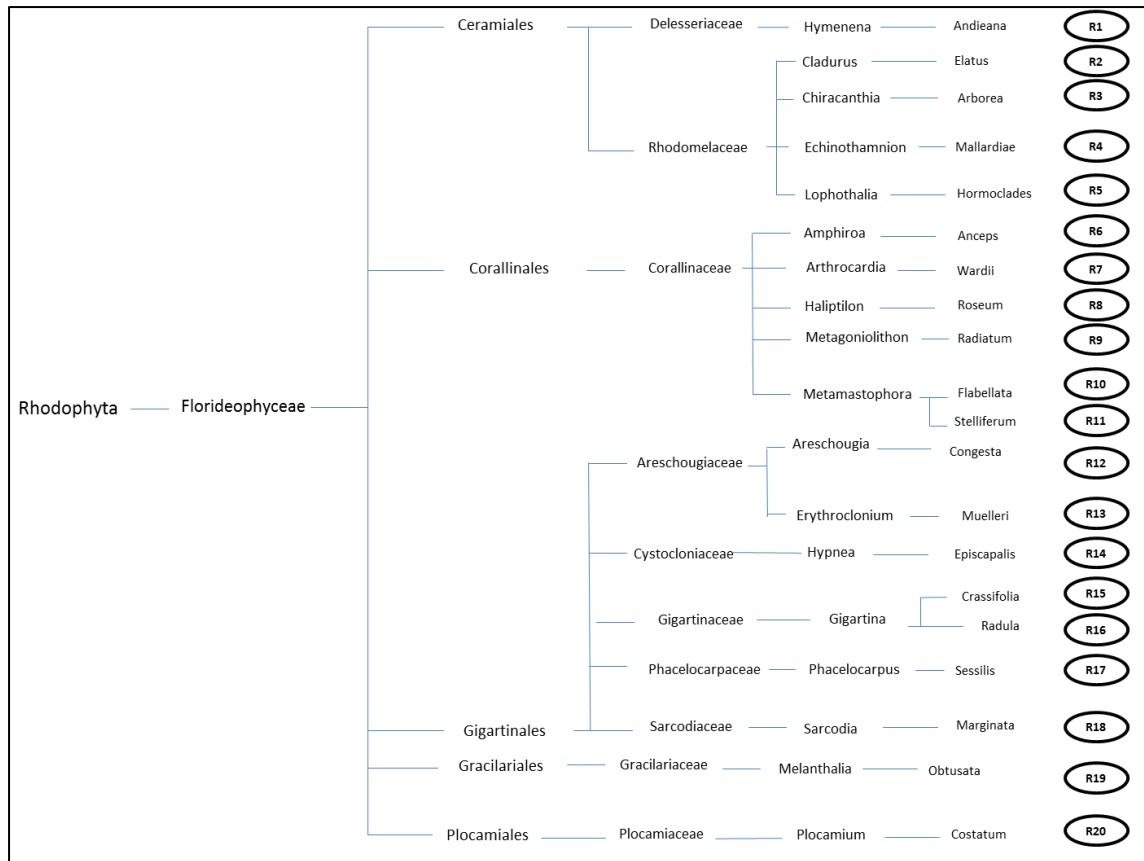 Ceramiales Delesseriaceae Hymenena Andieana R1
Cladurus Elatus R2
Chiracanthia Arborea R3
Rhodomelaceae Echinothamnion Mallardiae R4
Lophothalia Hormoclades R5
Amphiroa Anceps R6
Corallinales Corallinaceae Arthrocardia Wardii R7
Haliptilon Roseum R8
Metagoniolithon Radiatum R9
Rhodophyta Florideophyceae Metamastophora Flabellata R10
Stelliferum R11
Areschougiaceae Areschougia Congesta R12
Erythroclonium Muelleri R13
Cystocloniaceae Hypnea Episcapalis R14
Crassifolia R15
Gigartinaceae Gigartina Radula R16
Phacelocarpaceae Phacelocarpus Sessilis R17
Gigartinales Sarcodiaceae Sarcodia Marginata R18
Gracilariales Gracilariaceae Melanthalia Obtusata R19
Plocamiales Plocamiaceae Plocamium Costatum R20